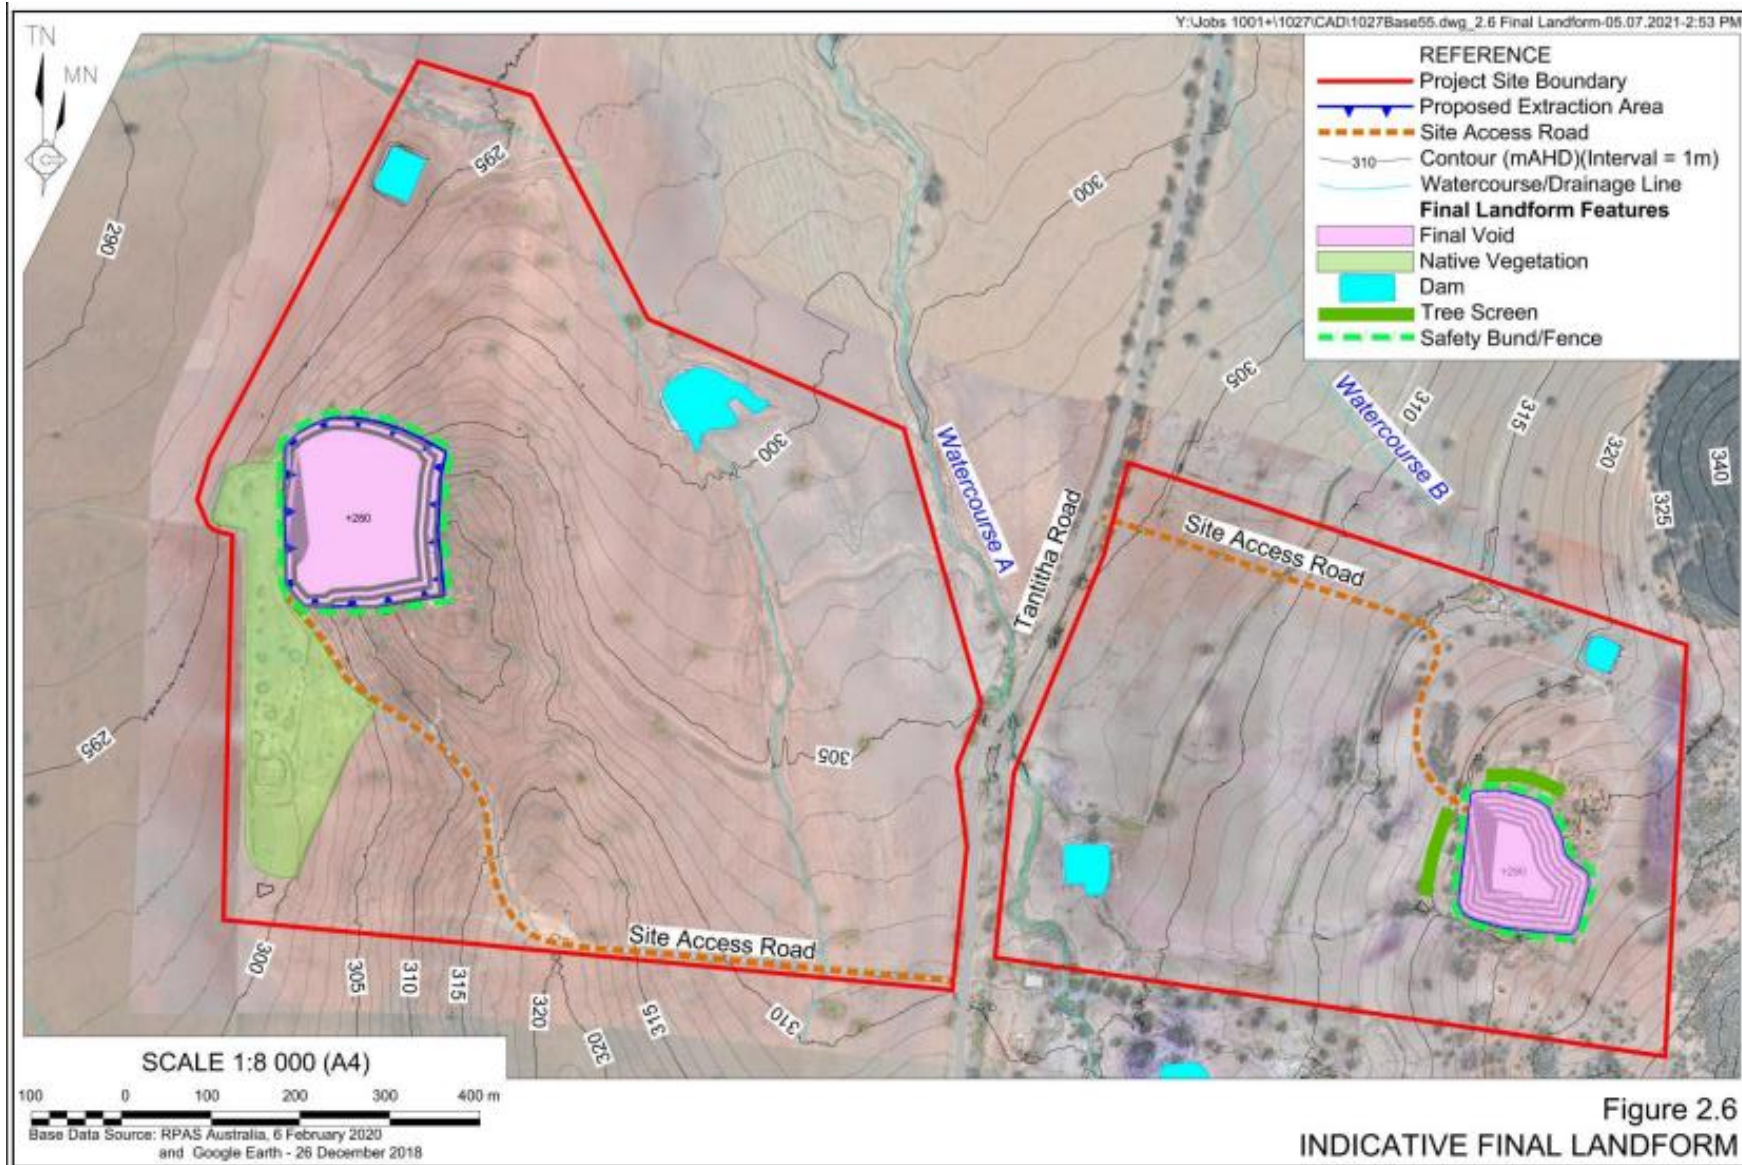 Y:\Jobs 1001+\1027\CAD\1027Base55.dwg_2.6 Final Landform-05.07.2021-2:53 PM
TN
MN
REFERENCE
Project Site Boundary
Proposed Extraction Area
Site Access Road
310 Contour (mAHD)(Interval = 1m)
Watercourse/Drainage Line
Final Landform Features
Final Void
Native Vegetation
Dam
Tree Screen
Safety Bund/Fence
295
300
290
305
310
315
320
325
340
Watercourse B
300
Watercourse A
Tantitha Road
Site Access Road
+280
295
305
+290
Site Access Road
300
305
310
315
320
320
315
310
SCALE 1:8 000 (A4)
100 0 100 200 300 400 m
Base Data Source: RPAS Australia, 6 February 2020
and Google Earth - 26 December 2018
Figure 2.6
INDICATIVE FINAL LANDFORM